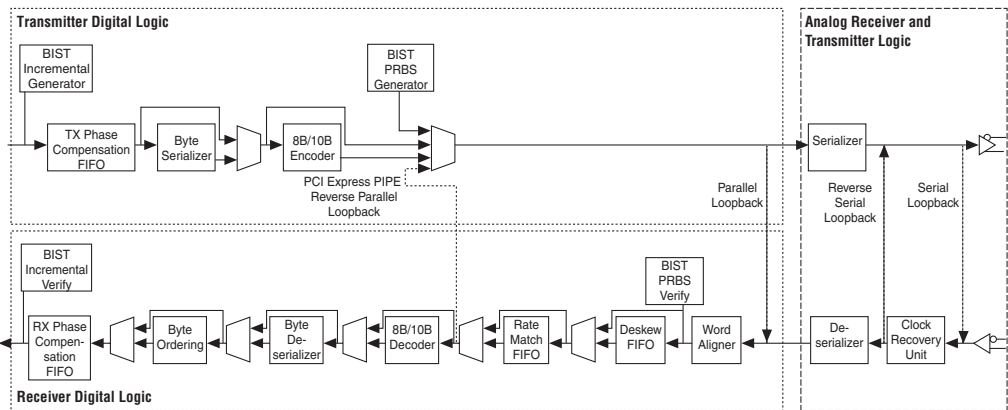 Transmitter Digital Logic
Analog Receiver and
Transmitter Logic
BIST
Incremental
Generator
BIST
PRBS
Generator
TX Phase
Compensation
FIFO
Byte
Serializer
8B/10B
Encoder
Serializer
PCI Express PIPE
Reverse Parallel
Loopback
Parallel
Loopback
Reverse
Serial
Loopback
Serial
Loopback
BIST
Incremental
Verify
BIST
PRBS
Verify
RX Phase
Compen-
sation
FIFO
Byte
Ordering
Byte
De-
serializer
8B/10B
Decoder
Rate
Match
FIFO
Deskew
FIFO
Word
Aligner
De-
serializer
Clock
Recovery
Unit
Receiver Digital Logic